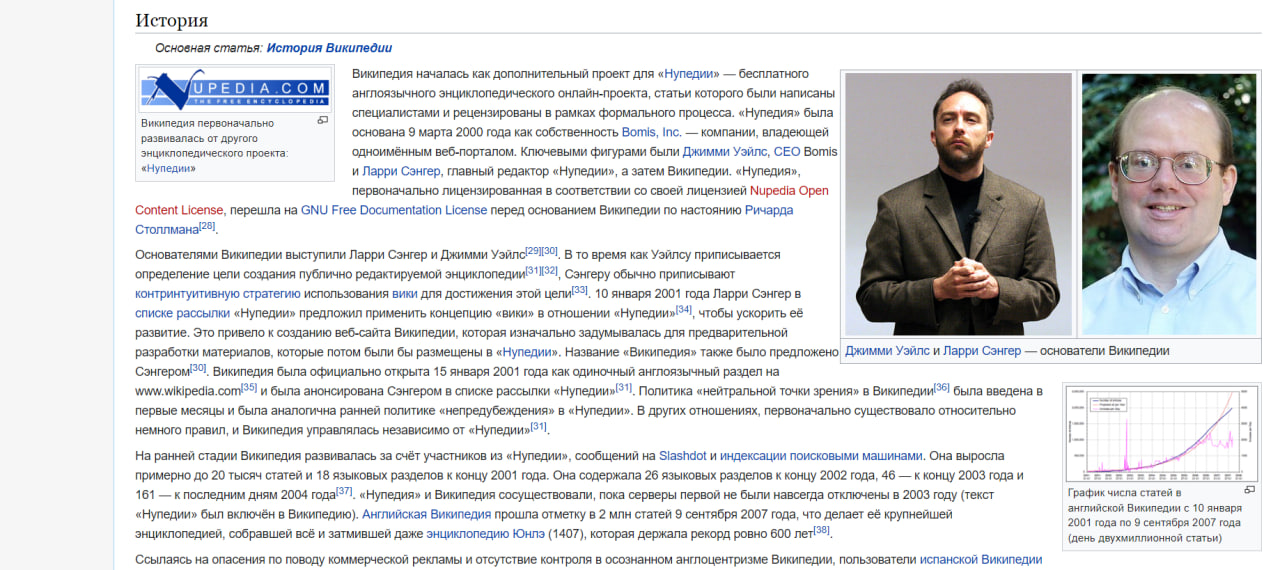 История
Основная статья: История Википедии
NUPEDIA.COM
THE FREE ENCYCLOPEDIA
Википедия первоначально
развивалась от другого
энциклопедического проекта:
«Нупедии»
Википедия началась как дополнительный проект для «Нупедии» — бесплатного
англоязычного энциклопедического онлайн-проекта, статьи которого были написаны
специалистами и рецензированы в рамках формального процесса. «Нупедия» была
основана 9 марта 2000 года как собственность Bomis, Inc. — компании, владеющей
одноимённым веб-порталом. Ключевыми фигурами были Джимми Уэйлс, CEO Bomis
и Ларри Сэнгер, главный редактор «Нупедии», а затем Википедии. «Нупедия»,
первоначально лицензированная в соответствии со своей лицензией Nupedia Open
Content License, перешла на GNU Free Documentation License перед основанием Википедии по настоянию Ричарда
Столлмана[28].
Основателями Википедии выступили Ларри Сэнгер и Джимми Уэйлс[29][30]. В то время как Уэйлсу приписывается
определение цели создания публично редактируемой энциклопедии[31][32], Сэнгеру обычно приписывают
контринтуитивную стратегию использования вики для достижения этой цели[33]. 10 января 2001 года Ларри Сэнгер в
списке рассылки «Нупедии» предложил применить концепцию «вики» в отношении «Нупедии»[34], чтобы ускорить её
развитие. Это привело к созданию веб-сайта Википедии, которая изначально задумывалась для предварительной
разработки материалов, которые потом были бы размещены в «Нупедии». Название «Википедия» также было предложено
Сэнгером[30]. Википедия была официально открыта 15 января 2001 года как одиночный англоязычный раздел на
www.wikipedia.com[35] и была анонсирована Сэнгером в списке рассылки «Нупедии»[31]. Политика «нейтральной точки зрения» в Википедии[36] была введена в
первые месяцы и была аналогична ранней политике «непредубеждения» в «Нупедии». В других отношениях, первоначально существовало относительно
немного правил, и Википедия управлялась независимо от «Нупедии»[31].
На ранней стадии Википедия развивалась за счёт участников из «Нупедии», сообщений на Slashdot и индексации поисковыми машинами. Она выросла
примерно до 20 тысяч статей и 18 языковых разделов к концу 2001 года. Она содержала 26 языковых разделов к концу 2002 года, 46 — к концу 2003 года и
161 — к последним дням 2004 года[37]. «Нупедия» и Википедия сосуществовали, пока серверы первой не были навсегда отключены в 2003 году (текст
«Нупедии» был включён в Википедию). Английская Википедия прошла отметку в 2 млн статей 9 сентября 2007 года, что делает её крупнейшей
энциклопедией, собравшей всё и затмившей даже энциклопедию Юнлэ (1407), которая держала рекорд ровно 600 лет[38].
Ссылаясь на опасения по поводу коммерческой рекламы и отсутствие контроля в осознанном англоцентризме Википедии, пользователи испанской Википедии
Джимми Уэйлс и Ларри Сэнгер — основатели Википедии
График числа статей в
английской Википедии с 10 января
2001 года по 9 сентября 2007 года
(день двухмиллионной статьи)